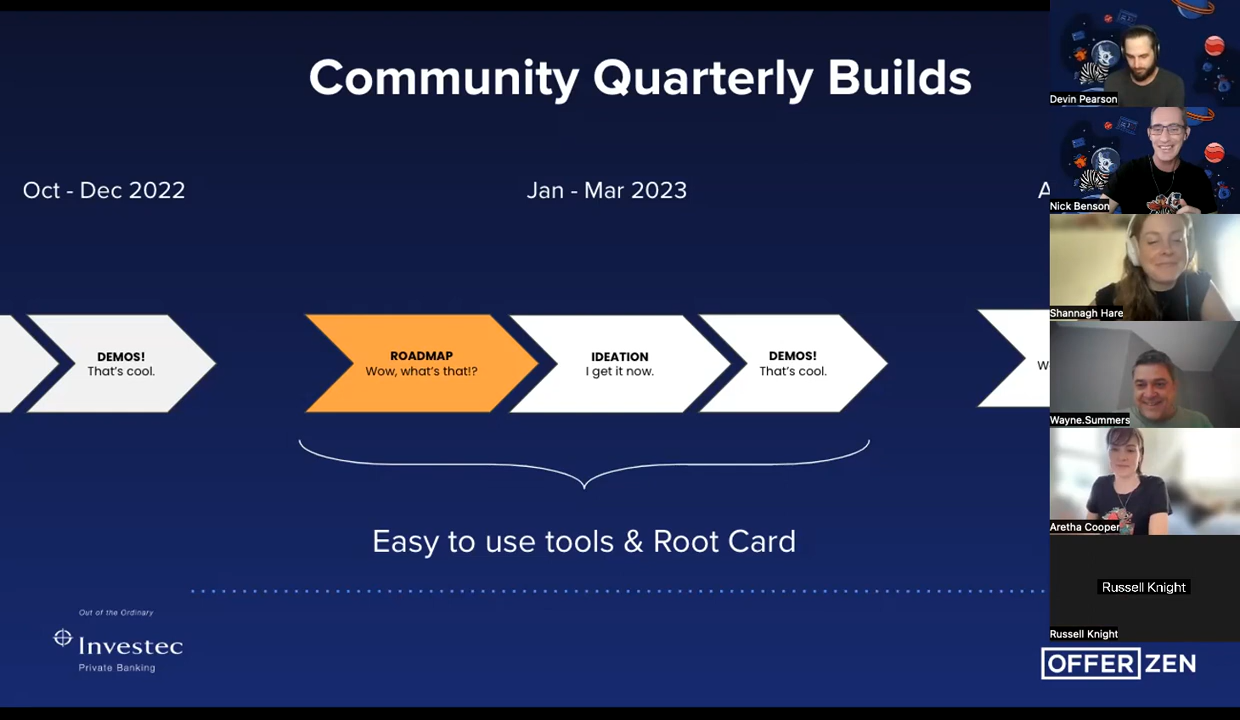 Community Quarterly Builds
Oct - Dec 2022
Jan - Mar 2023
A
DEMOS!
That's cool.
ROADMAP
Wow, what's that!?
IDEATION
I get it now.
DEMOS!
That's cool.
W
Easy to use tools & Root Card
Out of the Ordinary
Investec
Private Banking
OFFERZEN
Devin Pearson
Nick Benson
Shannagh Hare
Wayne.Summers
Aretha Cooper
Russell Knight
Russell Knight